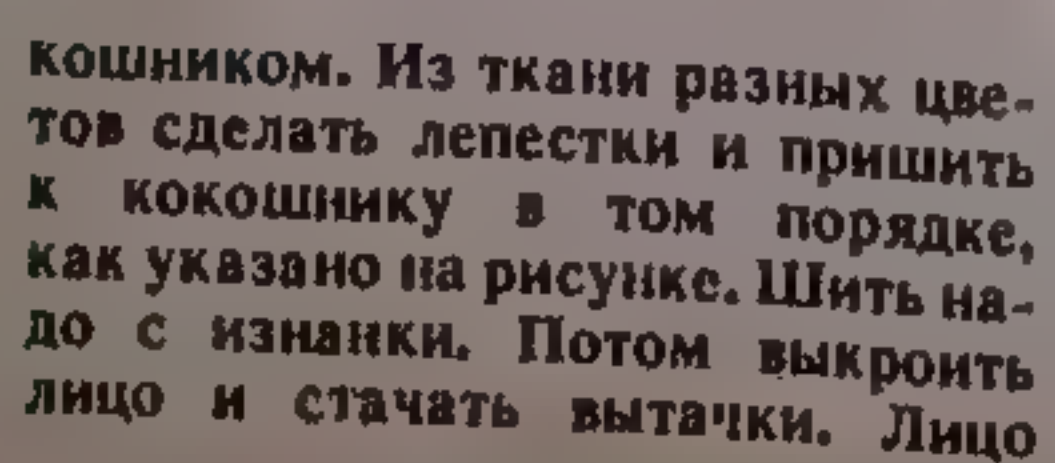 кошником. Из ткани разных цве-
тов сделать лепестки и пришить
к кокошнику в том порядке,
как указано на рисунке. Шить на-
до с изнанки. Потом выкроить
лицо и стачать вытачки. Лицо